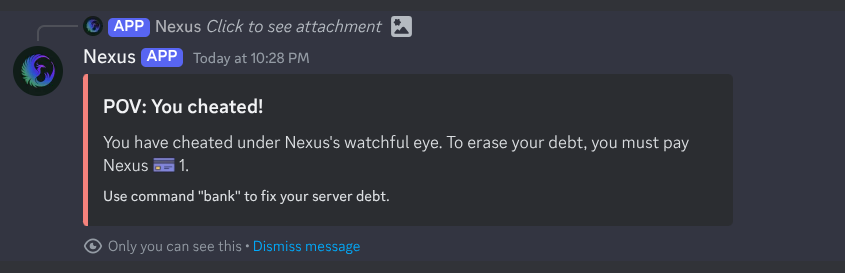 APP Nexus Click to see attachment
Nexus APP Today at 10:28 PM
POV: You cheated!
You have cheated under Nexus's watchful eye. To erase your debt, you must pay
Nexus 1.
Use command "bank" to fix your server debt.
Only you can see this • Dismiss message